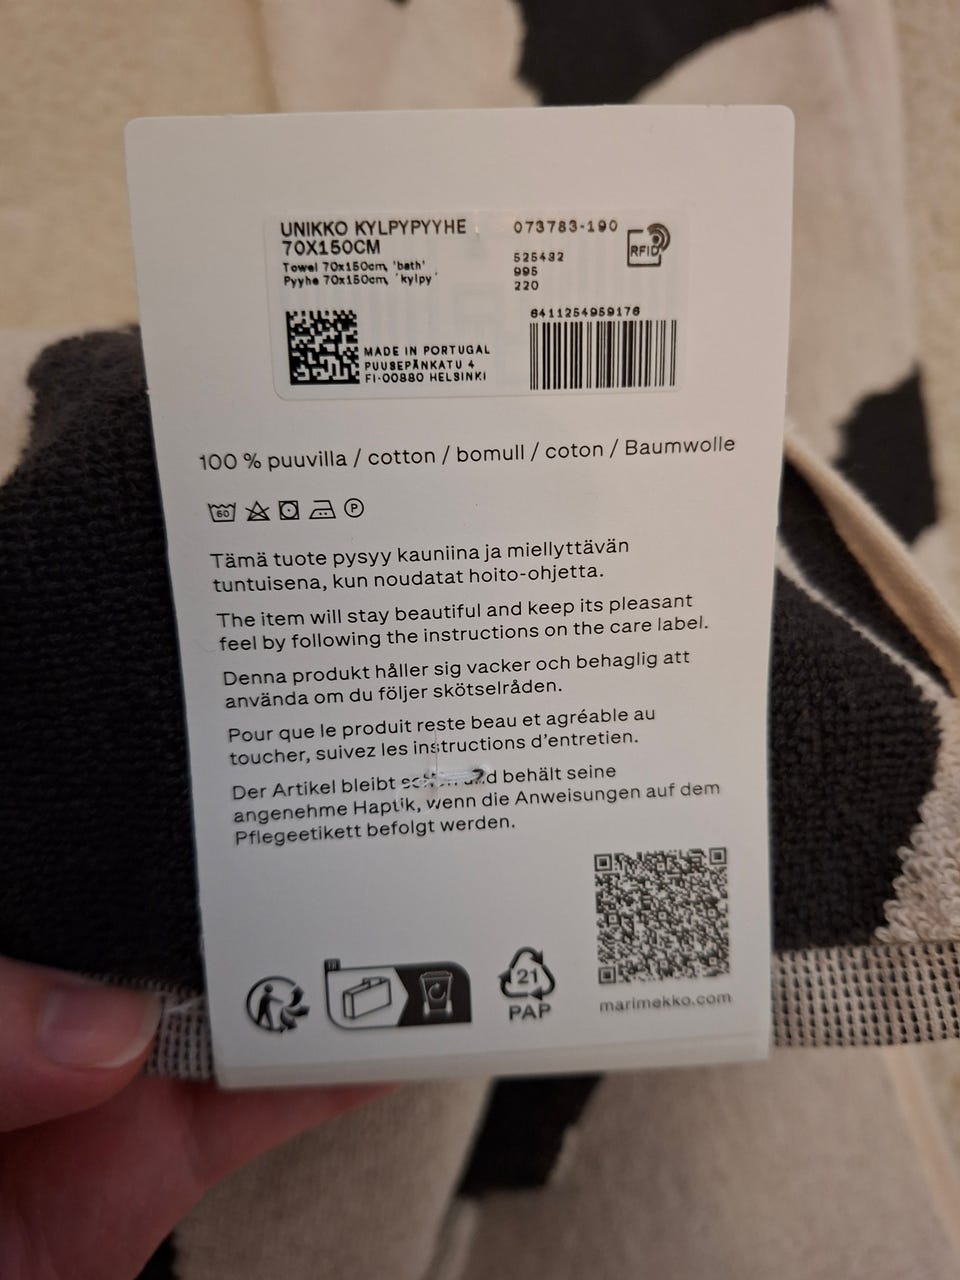 UNIKKO KYLPYPYYHE
70X150CM
Towel 70x150cm, 'bath'
Pyyhe 70x150cm, 'kylpy'
073783-190
525432
995
220
RFID
6411254959176
MADE IN PORTUGAL
PUUSEPÄNKATU 4
FI-00880 HELSINKI
100 % puuvilla / cotton / bomull / coton / Baumwolle
60
P
Tämä tuote pysyy kauniina ja miellyttävän
tuntuisena, kun noudatat hoito-ohjetta.
The item will stay beautiful and keep its pleasant
feel by following the instructions on the care label.
Denna produkt håller sig vacker och behaglig att
använda om du följer skötselråden.
Pour que le produit reste beau et agréable au
toucher, suivez les instructions d'entretien.
Der Artikel bleibt behält seine
angenehme Haptik, wenn die Anweisungen auf dem
Pflegeetikett befolgt werden.
21
PAP
marimekko.com